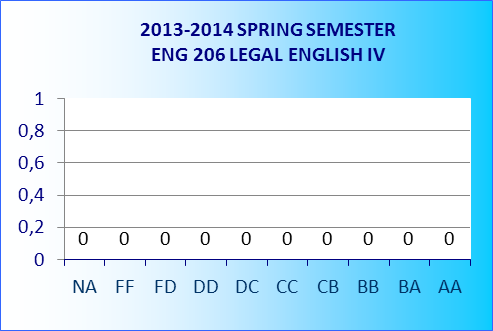 2013-2014 SPRING SEMESTER
ENG 206 LEGAL ENGLISH IV
1
0,8
0,6
0,4
0,2
0
0 0 0 0 0 0 0 0 0 0
NA FF FD DD DC CC CB BB BA AA